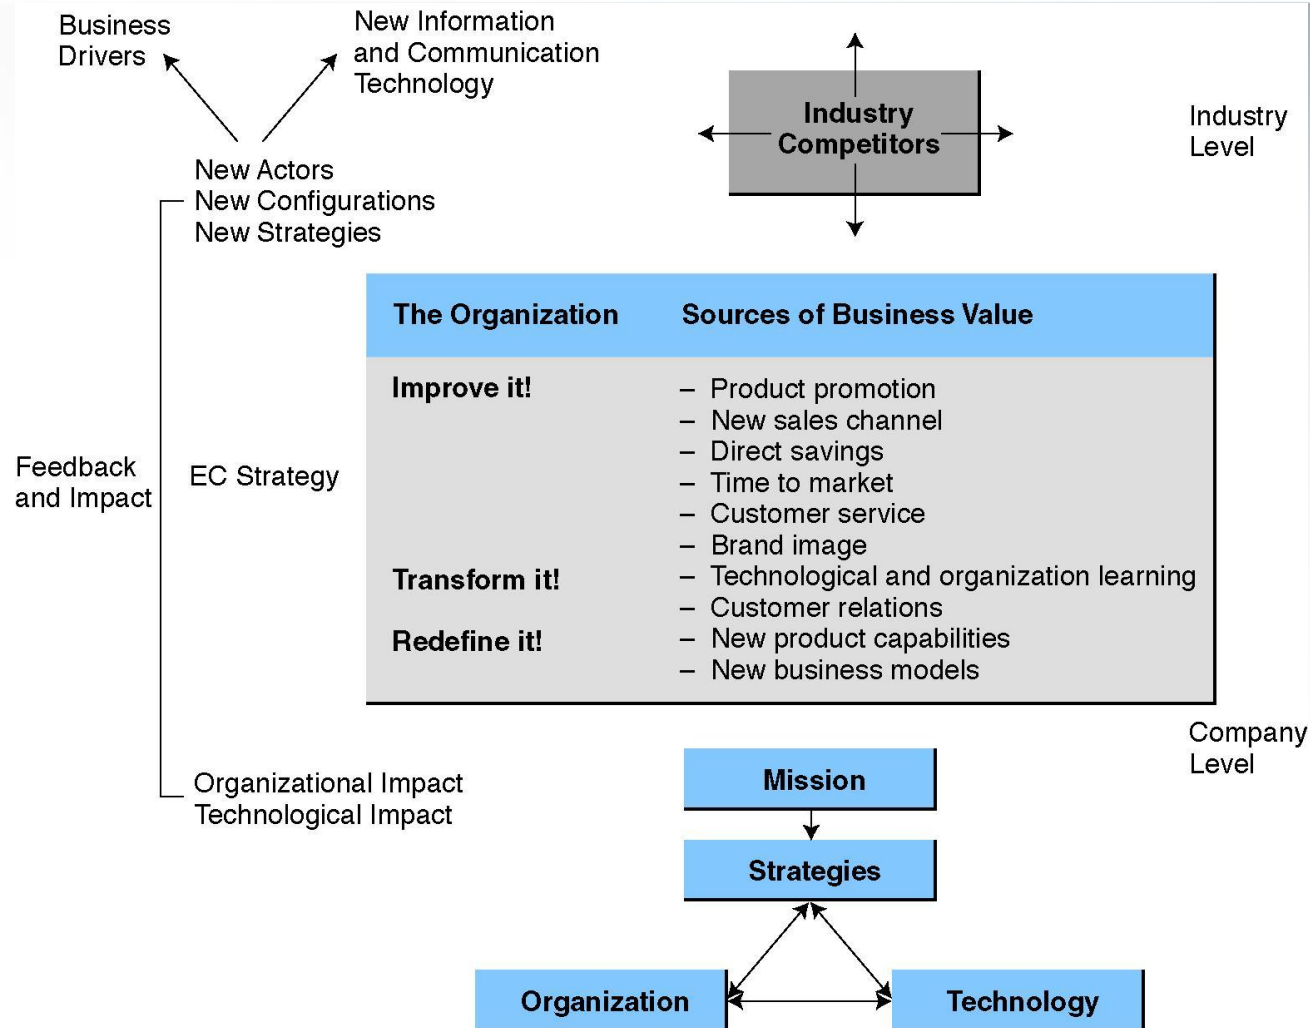 Business
Drivers
New Information
and Communication
Technology
Industry
Competitors
Industry
Level
New Actors
New Configurations
New Strategies
The Organization
Sources of Business Value
Improve it!
– Product promotion
– New sales channel
– Direct savings
– Time to market
– Customer service
– Brand image
Transform it!
– Technological and organization learning
– Customer relations
Redefine it!
– New product capabilities
– New business models
Feedback
and Impact
EC Strategy
Company
Level
Organizational Impact
Technological Impact
Mission
Strategies
Organization
Technology